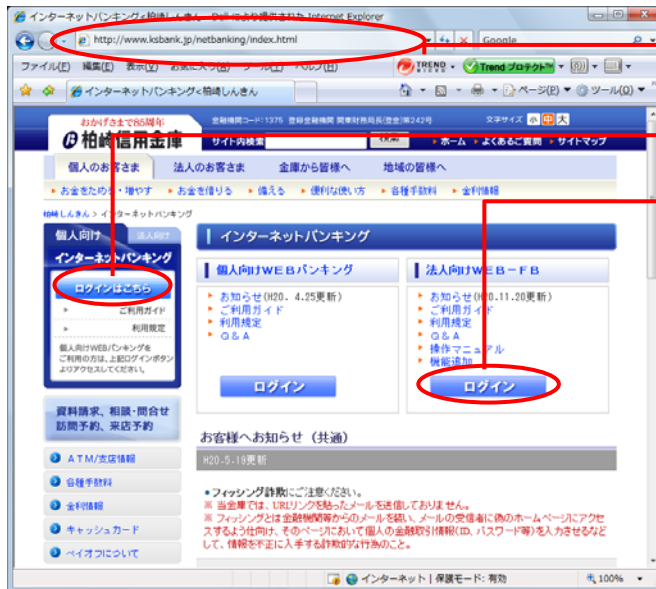 インターネットバンキング<柏崎しんきん - Dell により提供された Internet Explorer
http://www.ksbank.jp/netbanking/index.html
Google
ファイル(F) 編集(E) 表示(V) お気に入り(A) ツール(T) ヘルプ(H)
TREND Trend プロテクト™
インターネットバンキング<柏崎しんきん
ページ(P) ツール(O)
おかげさまで85周年
金融機関コード:1375 登録金融機関 関東財務局長(登金)第242号
文字サイズ 小 中 大
柏崎信用金庫
サイト内検索 検索
ホーム よくあるご質問 サイトマップ
個人のお客さま 法人のお客さま 金庫から皆様へ 地域の皆様へ
お金をためる・増やす お金を借りる 備える 便利な使い方 各種手数料 金利情報
柏崎しんきん > インターネットバンキング
個人向け 法人向け
インターネットバンキング
ログインはこちら
ご利用ガイド
利用規定
個人向けWEBバンキングを
ご利用の方は、上記ログインボタン
よりアクセスしてください。
資料請求、相談・問合せ
訪問予約、来店予約
ATM/支店情報
各種手数料
金利情報
キャッシュカード
ペイオフについて
インターネットバンキング
個人向けWEBバンキング
お知らせ(H20. 4.25更新)
ご利用ガイド
利用規定
Q&A
ログイン
法人向けWEB-FB
お知らせ(H20.11.20更新)
ご利用ガイド
利用規定
Q&A
操作マニュアル
機能追加
ログイン
お客様へお知らせ (共通)
H20-5-19更新
●フィッシング詐欺にご注意ください。
※ 当金庫では、URLリンクを貼ったメールを送信しておりません。
※ フィッシングとは金融機関等からのメールを装い、メールの受信者に偽のホームページにアクセ
スするよう仕向け、そのページにおいて個人の金融取引情報(ID、パスワード等)を入力させるなど
して、情報を不正に入手する詐欺的な行為のこと。
インターネット | 保護モード: 有効
100%